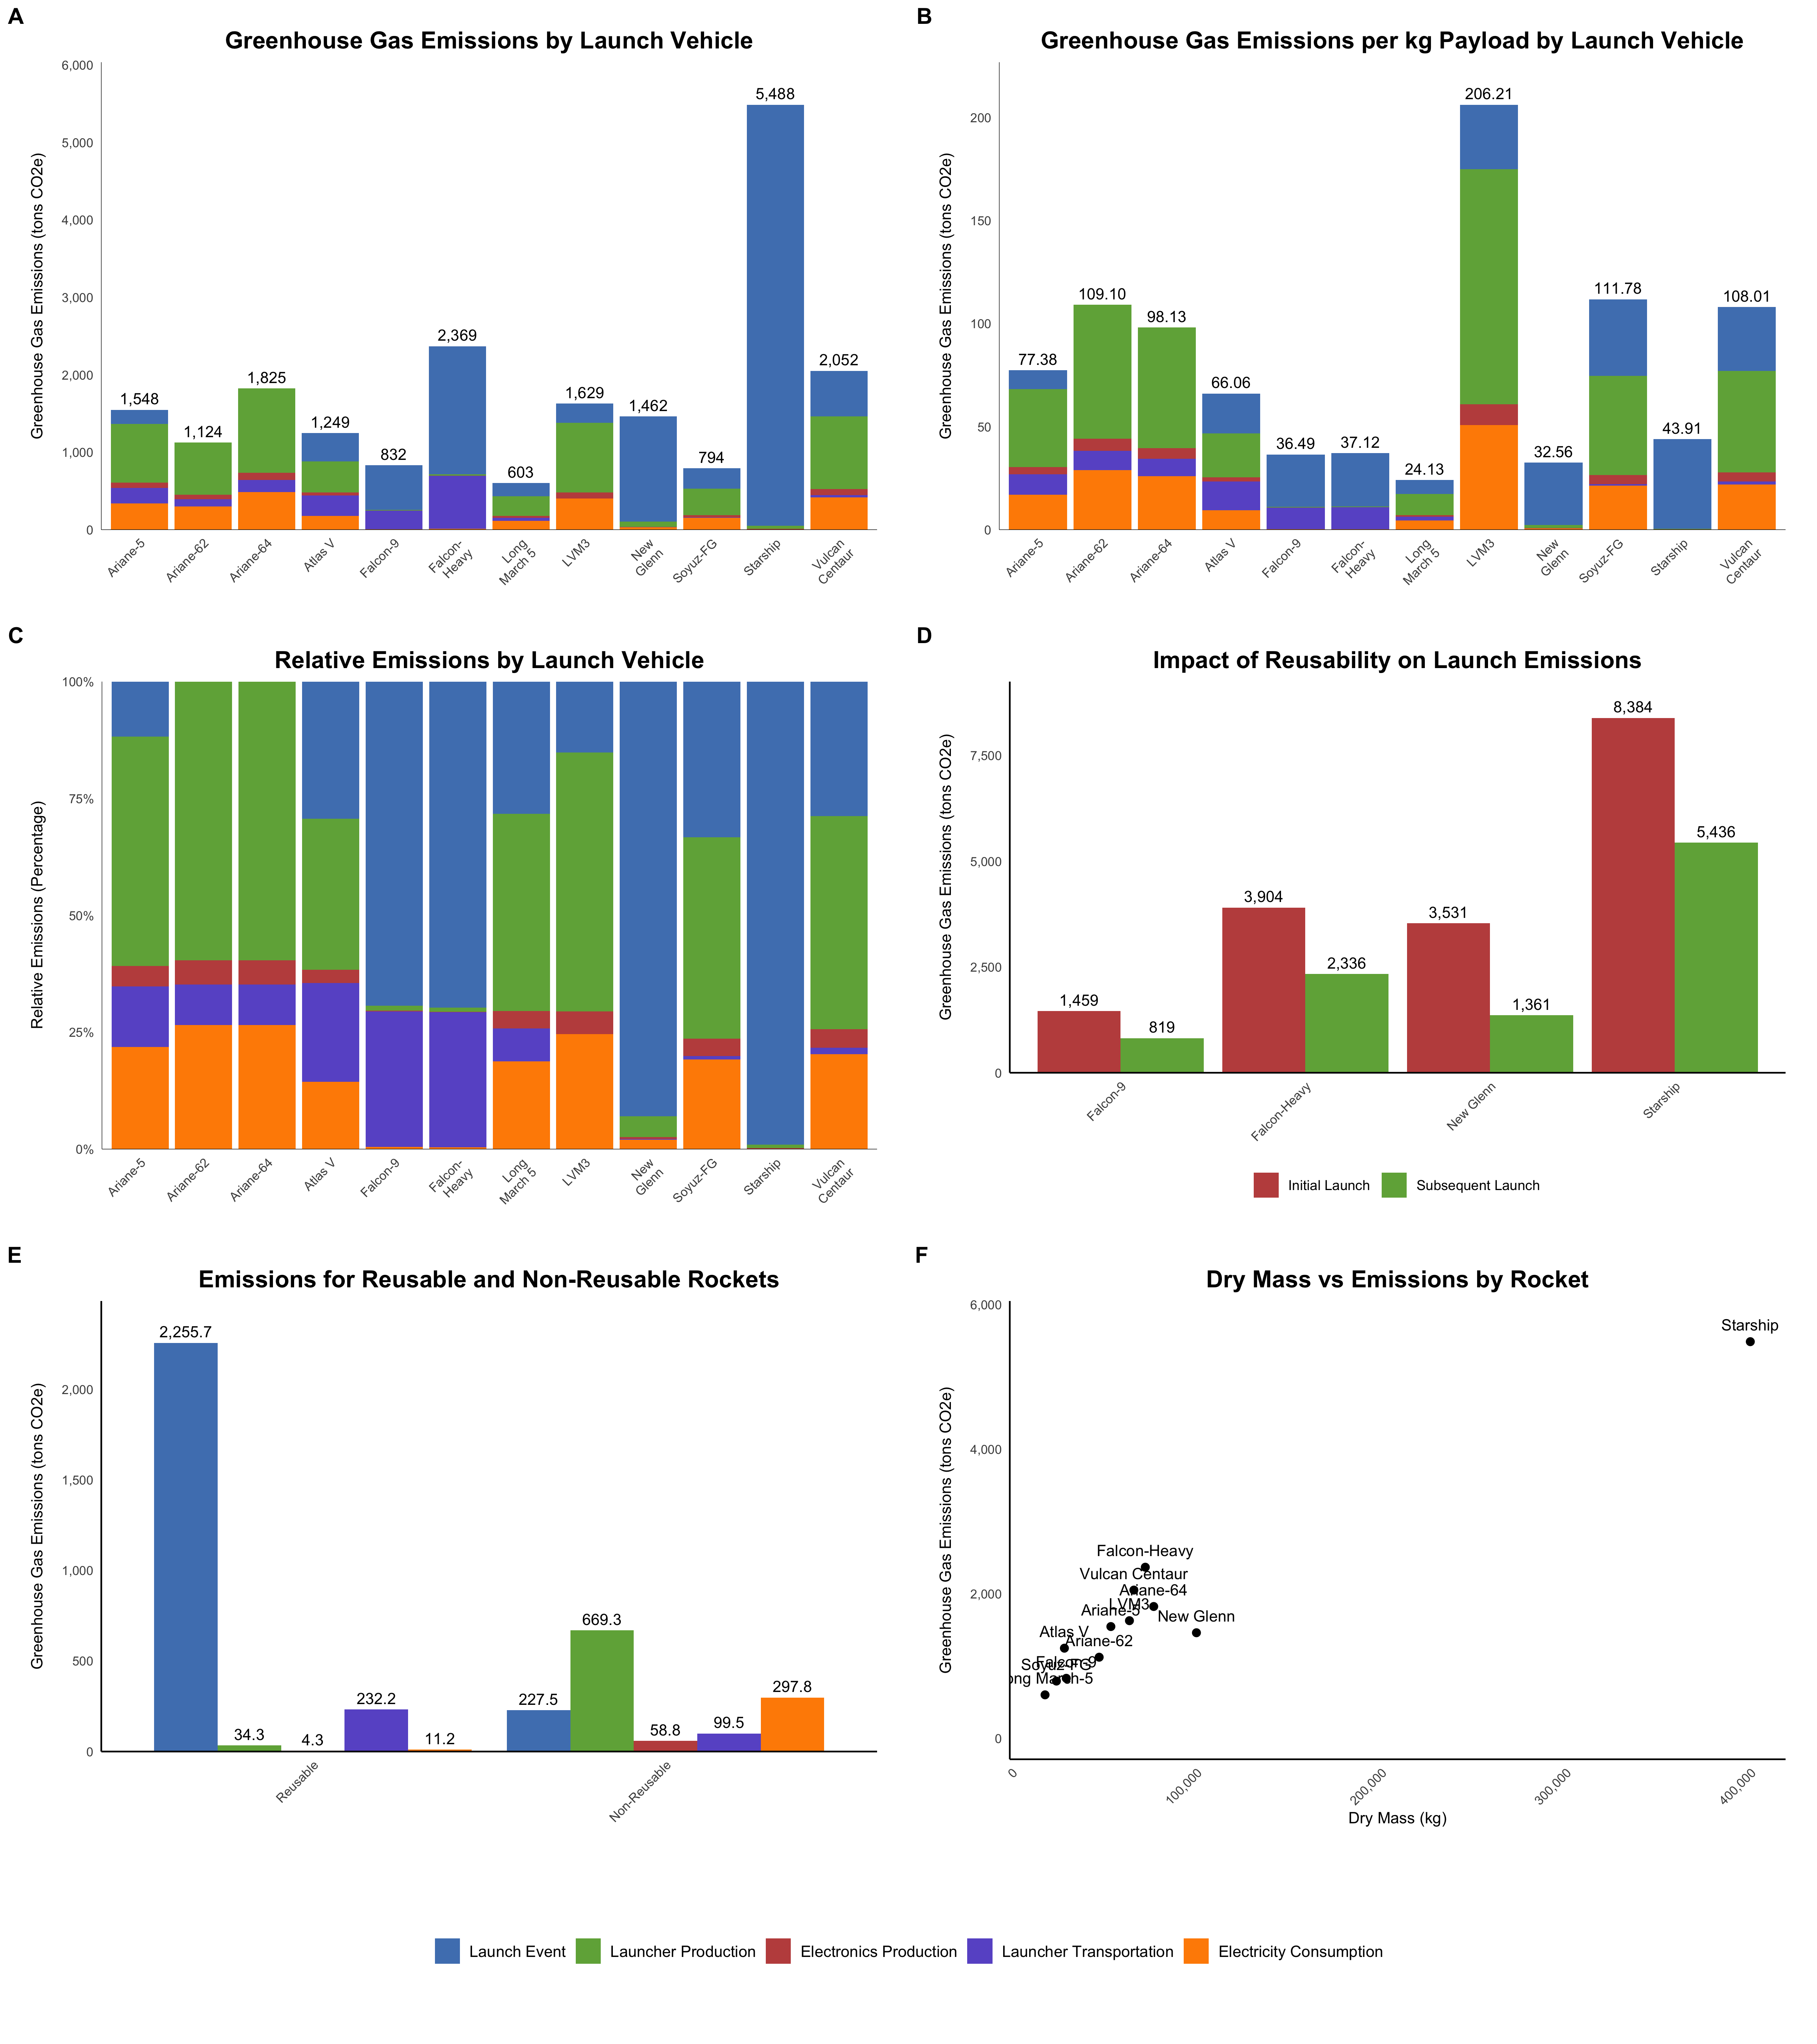 A
Greenhouse Gas Emissions by Launch Vehicle
Greenhouse Gas Emissions (tons CO2e)
6,000
5,000
4,000
3,000
2,000
1,000
0
1,548
1,124
1,825
1,249
832
2,369
603
1,629
1,462
794
5,488
2,052
Ariane-5
Ariane-62
Ariane-64
Atlas V
Falcon-9
Falcon-
Heavy
Long
March 5
LVM3
New
Glenn
Soyuz-FG
Starship
Vulcan
Centaur
B
Greenhouse Gas Emissions per kg Payload by Launch Vehicle
Greenhouse Gas Emissions (tons CO2e)
200
150
100
50
0
77.38
109.10
98.13
66.06
36.49
37.12
24.13
206.21
32.56
111.78
43.91
108.01
Ariane-5
Ariane-62
Ariane-64
Atlas V
Falcon-9
Falcon-
Heavy
Long
March 5
LVM3
New
Glenn
Soyuz-FG
Starship
Vulcan
Centaur
C
Relative Emissions by Launch Vehicle
Relative Emissions (Percentage)
100%
75%
50%
25%
0%
Ariane-5
Ariane-62
Ariane-64
Atlas V
Falcon-9
Falcon-
Heavy
Long
March 5
LVM3
New
Glenn
Soyuz-FG
Starship
Vulcan
Centaur
D
Impact of Reusability on Launch Emissions
Greenhouse Gas Emissions (tons CO2e)
7,500
5,000
2,500
0
1,459
819
3,904
2,336
3,531
1,361
8,384
5,436
Falcon-9
Falcon-Heavy
New Glenn
Starship
Initial Launch
Subsequent Launch
E
Emissions for Reusable and Non-Reusable Rockets
Greenhouse Gas Emissions (tons CO2e)
2,000
1,500
1,000
500
0
2,255.7
34.3
4.3
232.2
11.2
227.5
669.3
58.8
99.5
297.8
Reusable
Non-Reusable
F
Dry Mass vs Emissions by Rocket
Greenhouse Gas Emissions (tons CO2e)
6,000
4,000
2,000
0
Starship
Falcon-Heavy
Vulcan Centaur
Ariane-64
LVM3
Ariane-5
New Glenn
Atlas V
Ariane-62
Falcon-9
Soyuz-FG
ong March-5
0
100,000
200,000
300,000
400,000
Dry Mass (kg)
Launch Event
Launcher Production
Electronics Production
Launcher Transportation
Electricity Consumption